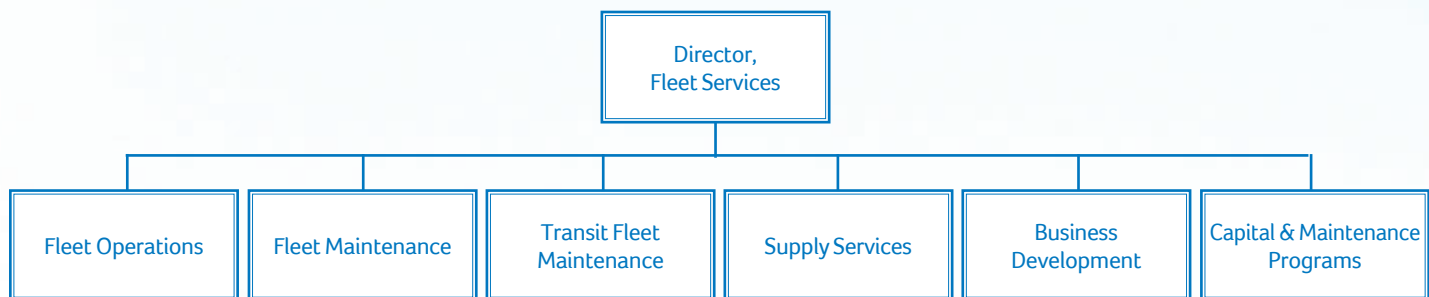 Director,
Fleet Services
Fleet Operations
Fleet Maintenance
Transit Fleet
Maintenance
Supply Services
Business
Development
Capital & Maintenance
Programs